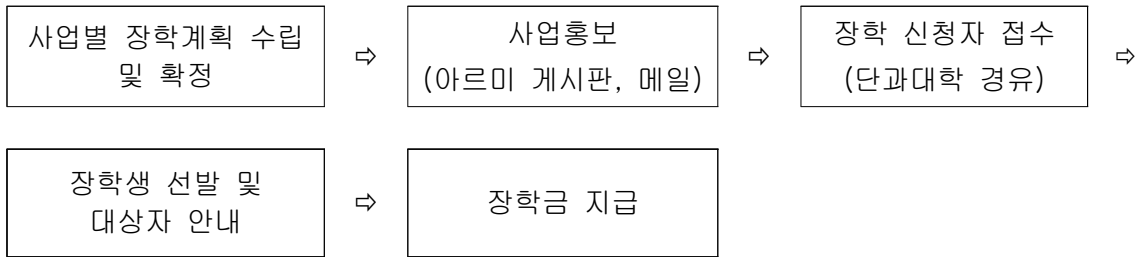 사업별 장학계획 수립
및 확정
⇨
사업홍보
(아르미 게시판, 메일)
⇨
장학 신청자 접수
(단과대학 경유)
⇨
장학생 선발 및
대상자 안내
⇨
장학금 지급